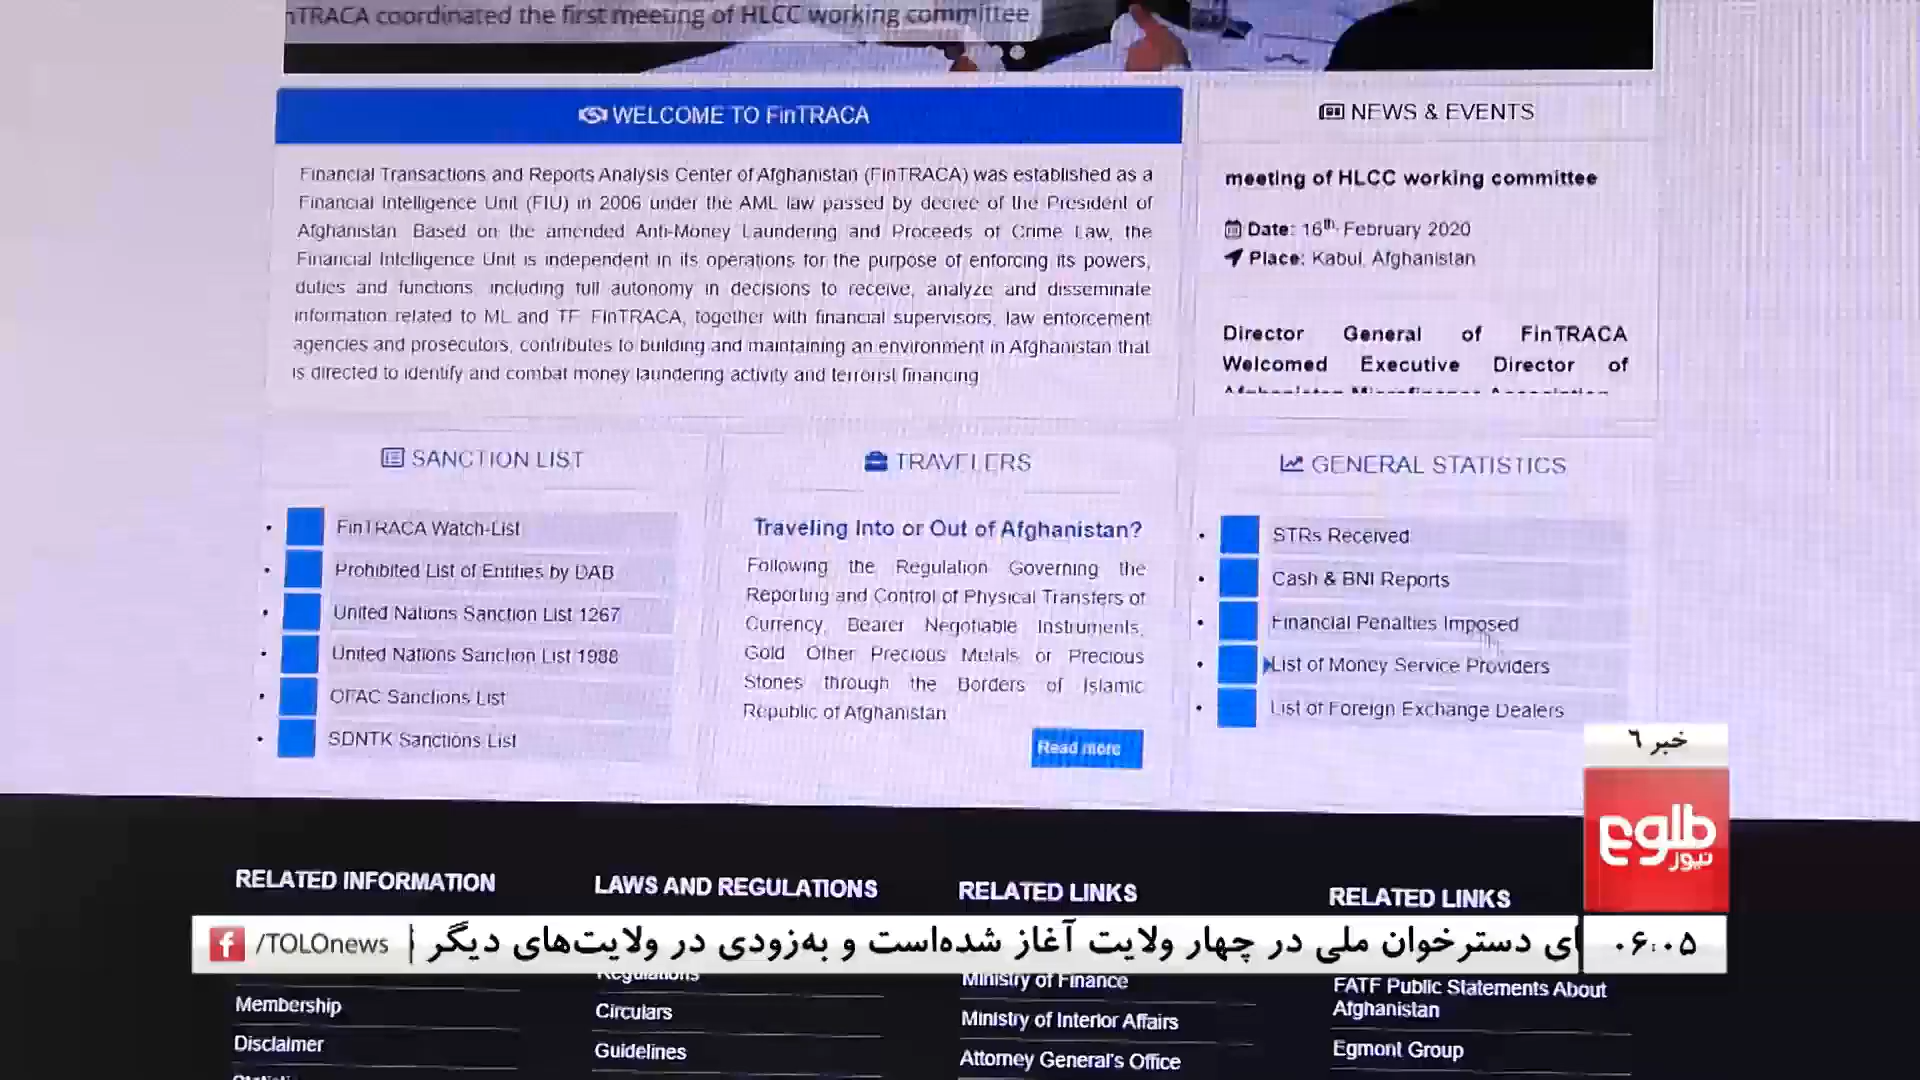 TRACA coordinated the first meeting of HLCC working committee
WELCOME TO FinTRACA
Financial Transactions and Reports Analysis Center of Afghanistan (FinTRACA) was established as a
Financial Intelligence Unit (FIU) in 2006 under the AML law passed by decree of the President of
Afghanistan. Based on the amended Anti-Money Laundering and Proceeds of Crime Law, the
Financial Intelligence Unit is independent in its operations for the purpose of enforcing its powers,
duties and functions, including full autonomy in decisions to receive, analyze and disseminate
information related to ML and TF. FinTRACA, together with financial supervisors, law enforcement
agencies and prosecutors, contributes to building and maintaining an environment in Afghanistan that
is directed to identify and combat money laundering activity and terrorist financing
NEWS & EVENTS
meeting of HLCC working committee
Date: 16th February 2020
Place: Kabul, Afghanistan
Director General of FinTRACA
Welcomed Executive Director of
Afghanistan Microfinance Association
SANCTION LIST
FinTRACA Watch-List
Prohibited List of Entities by DAB
United Nations Sanction List 1267
United Nations Sanction List 1988
OFAC Sanctions List
SDNTK Sanctions List
TRAVELERS
Traveling Into or Out of Afghanistan?
Following the Regulation Governing the
Reporting and Control of Physical Transfers of
Currency, Bearer Negotiable Instruments,
Gold Other Precious Metals or Precious
Stones through the Borders of Islamic
Republic of Afghanistan
Read more
GENERAL STATISTICS
STRs Received
Cash & BNI Reports
Financial Penalties Imposed
List of Money Service Providers
List of Foreign Exchange Dealers
خبر ۶
طلوع
نیوز
RELATED INFORMATION
Membership
Disclaimer
LAWS AND REGULATIONS
Regulations
Circulars
Guidelines
RELATED LINKS
Ministry of Finance
Ministry of Interior Affairs
Attorney General's Office
RELATED LINKS
FATF Public Statements About
Afghanistan
Egmont Group
/TOLOnews
ای دسترخوان ملی در چهار ولایت آغاز شده‌است و به‌زودی در ولایت‌های دیگر |
۰۶:۰۵